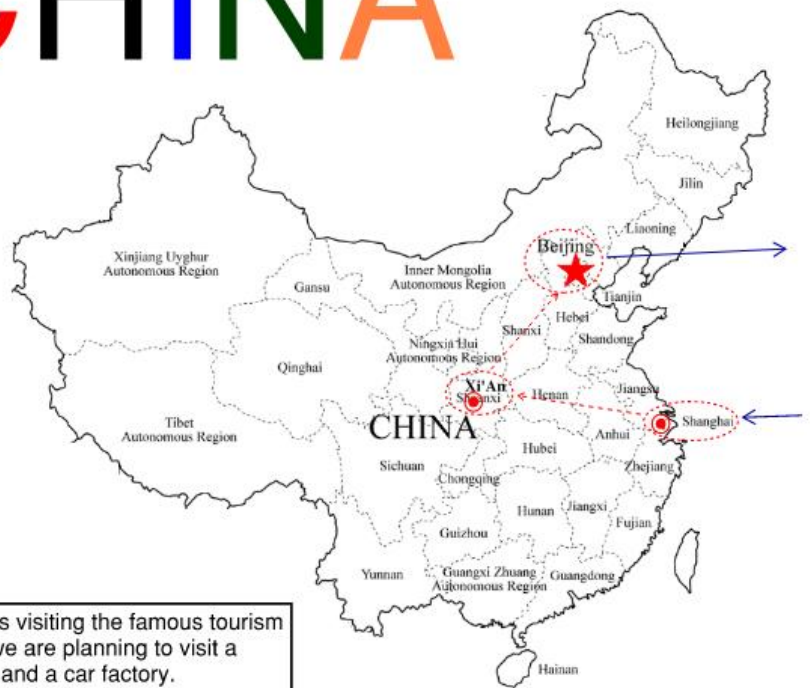 CHINA
Heilongjiang
Jilin
Liaoning
Beijing
Xinjiang Uyghur
Autonomous Region
Inner Mongolia
Autonomous Region
Gansu
Tianjin
Hebei
Shanxi
Shandong
Ningxia Hui
Autonomous Region
Qinghai
Xi'An
Shaanxi
Henan
Jiangsu
Shanghai
Tibet
Autonomous Region
CHINA
Anhui
Hubei
Sichuan
Zhejiang
Chongqing
Hunan
Jiangxi
Fujian
Guizhou
Yunnan
Guangxi Zhuang
Autonomous Region
Guangdong
s visiting the famous tourism
we are planning to visit a
and a car factory.
Hainan